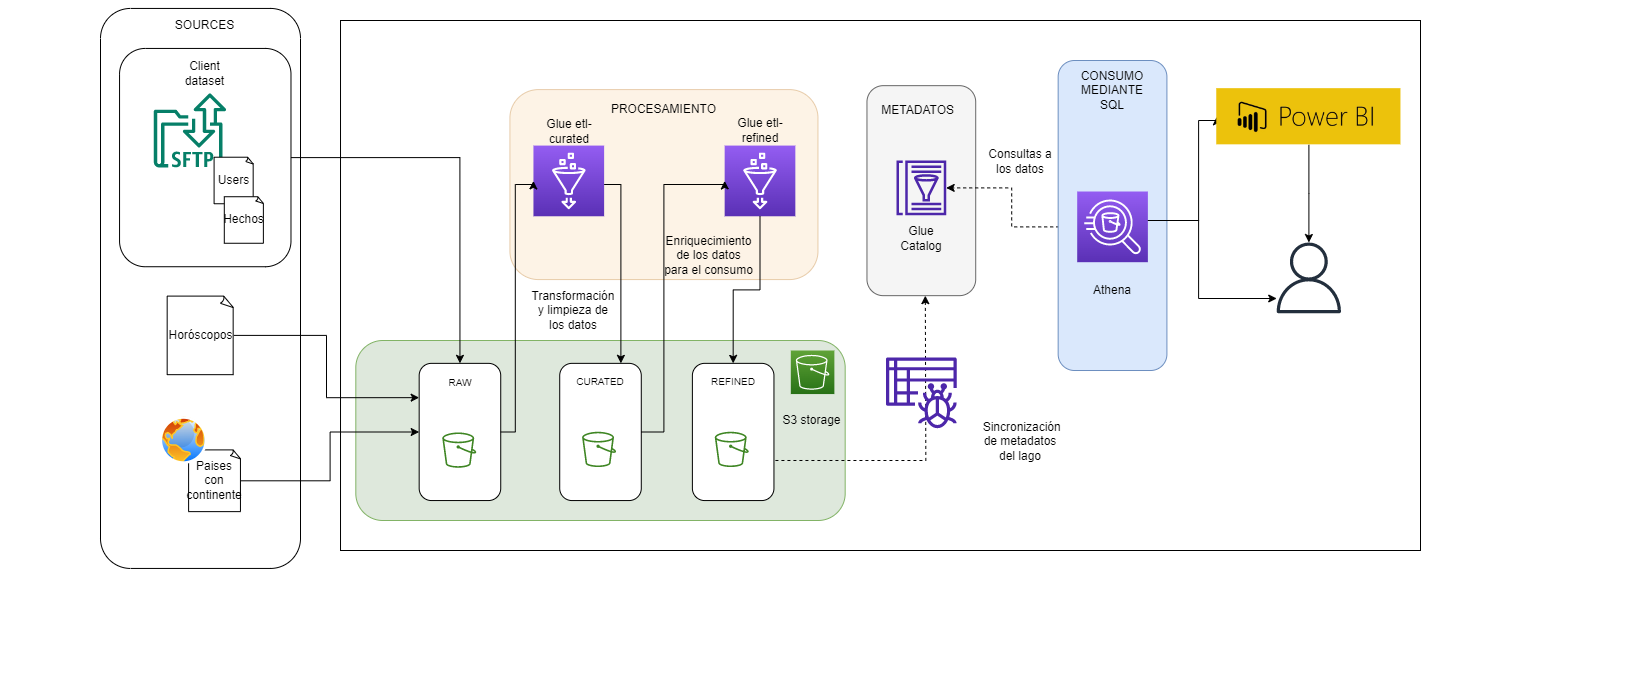 SOURCES
Client
dataset
SFTP
Users
Hechos
Horóscopos
Paises
con
continente
PROCESAMIENTO
Glue etl-
curated
Glue etl-
refined
Enriquecimiento
de los datos
para el consumo
Transformación
y limpieza de
los datos
RAW
CURATED
REFINED
S3 storage
METADATOS
Glue
Catalog
Consultas a
los datos
Sincronización
de metadatos
del lago
CONSUMO
MEDIANTE
SQL
Athena
Power BI